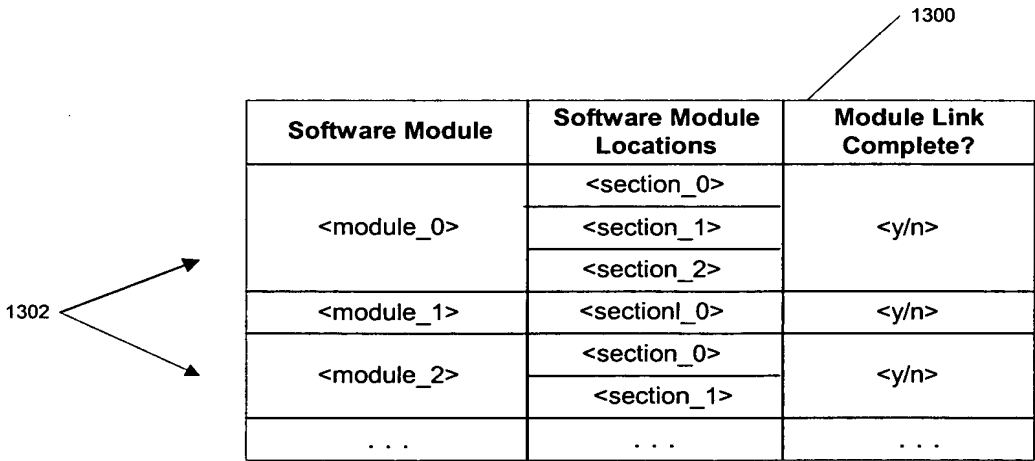 1300
Software Module
Software Module
Locations
Module Link
Complete?
<module_0>
<section_0>
<section_1>
<section_2>
<y/n>
1302
<module_1>
<sectionl_0>
<y/n>
<module_2>
<section_0>
<section_1>
<y/n>
. . .
. . .
. . .